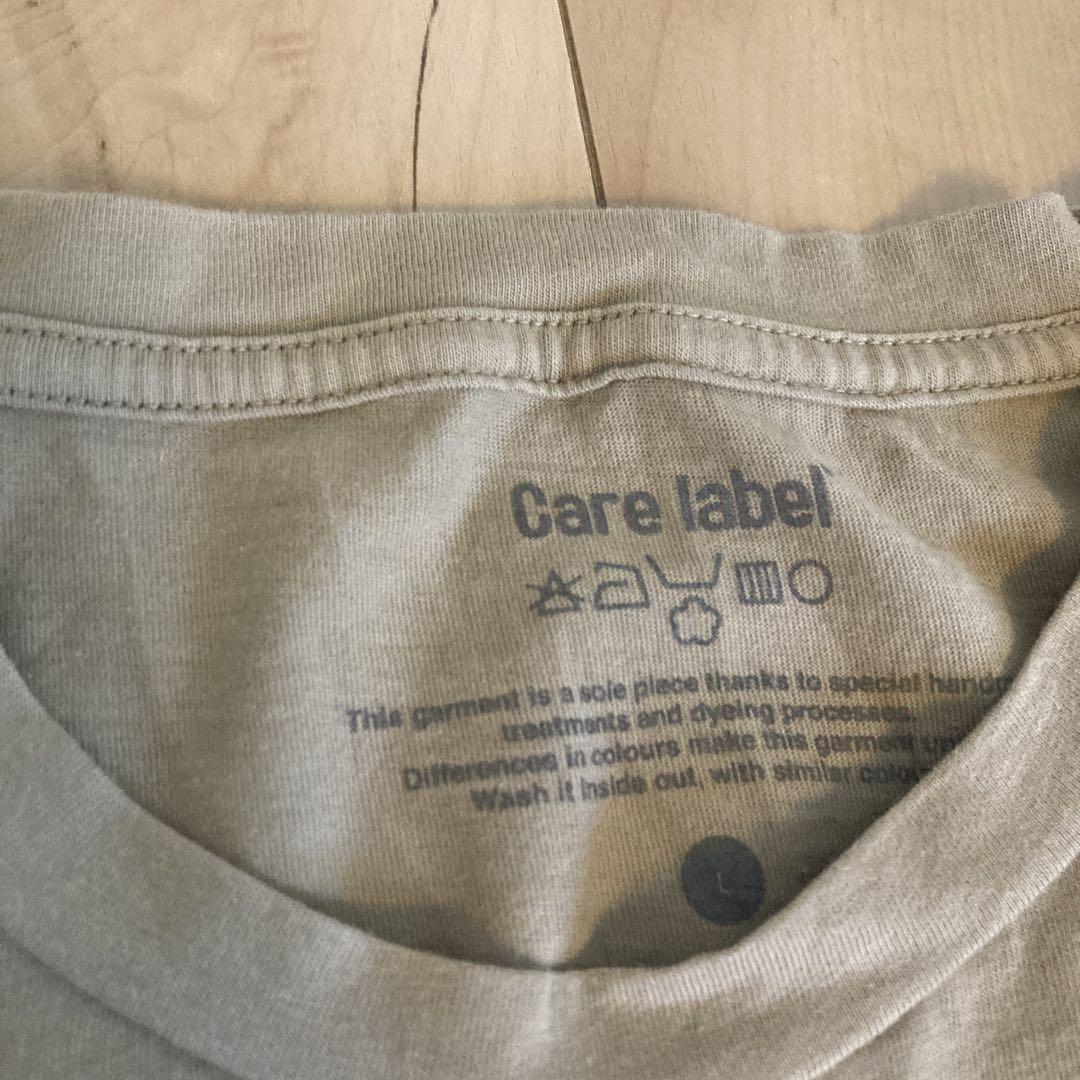 Care label
This garment is a sole piece thanks to special
treatments and dyeing processes.
Differences in colours make this garment
Wash it inside out, with similar
L